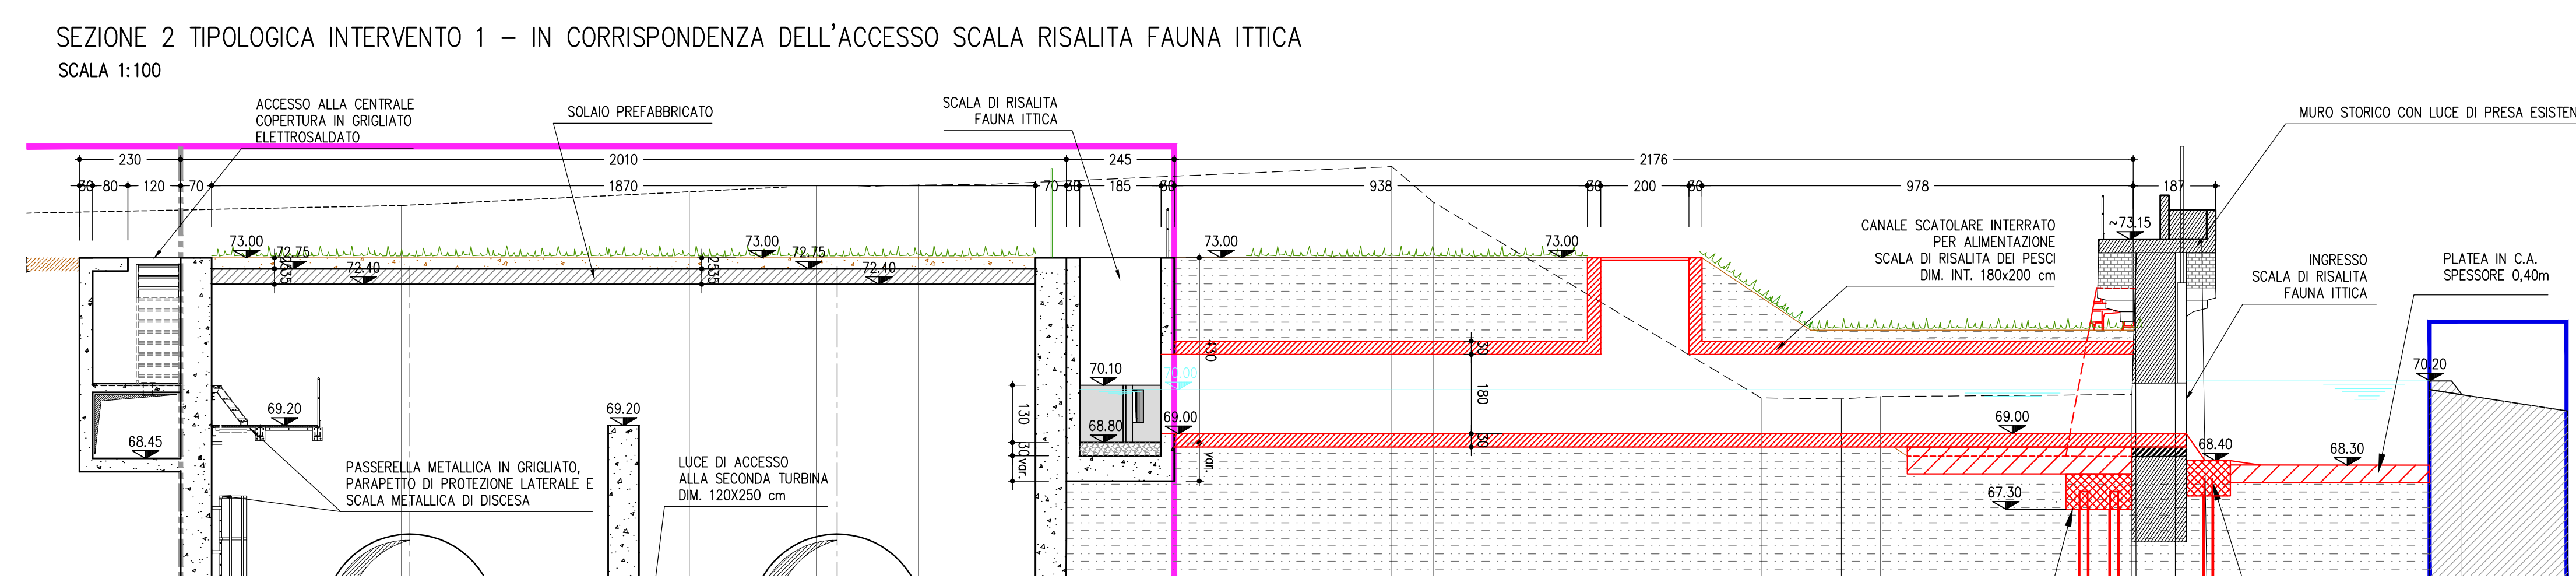 SEZIONE 2 TIPOLOGICA INTERVENTO 1 – IN CORRISPONDENZA DELL'ACCESSO SCALA RISALITA FAUNA ITTICA
SCALA 1:100
ACCESSO ALLA CENTRALE
COPERTURA IN GRIGLIATO
ELETTROSALDATO
SOLAIO PREFABBRICATO
SCALA DI RISALITA
FAUNA ITTICA
MURO STORICO CON LUCE DI PRESA ESISTEN
230
2010
245
2176
30
80
120
70
1870
70
30
185
30
938
30
200
30
978
187
CANALE SCATOLARE INTERRATO
PER ALIMENTAZIONE
SCALA DI RISALITA DEI PESCI
DIM. INT. 180x200 cm
~73.15
INGRESSO
SCALA DI RISALITA
FAUNA ITTICA
PLATEA IN C.A.
SPESSORE 0,40m
73.00
72.75
72.40
2535
73.00
72.75
72.40
2535
73.00
73.00
70.10
70.00
68.80
69.00
130
30
var.
430
var.
30
180
30
69.00
70.20
68.40
68.30
67.30
69.20
69.20
68.45
PASSERELLA METALLICA IN GRIGLIATO,
PARAPETTO DI PROTEZIONE LATERALE E
SCALA METALLICA DI DISCESA
LUCE DI ACCESSO
ALLA SECONDA TURBINA
DIM. 120X250 cm